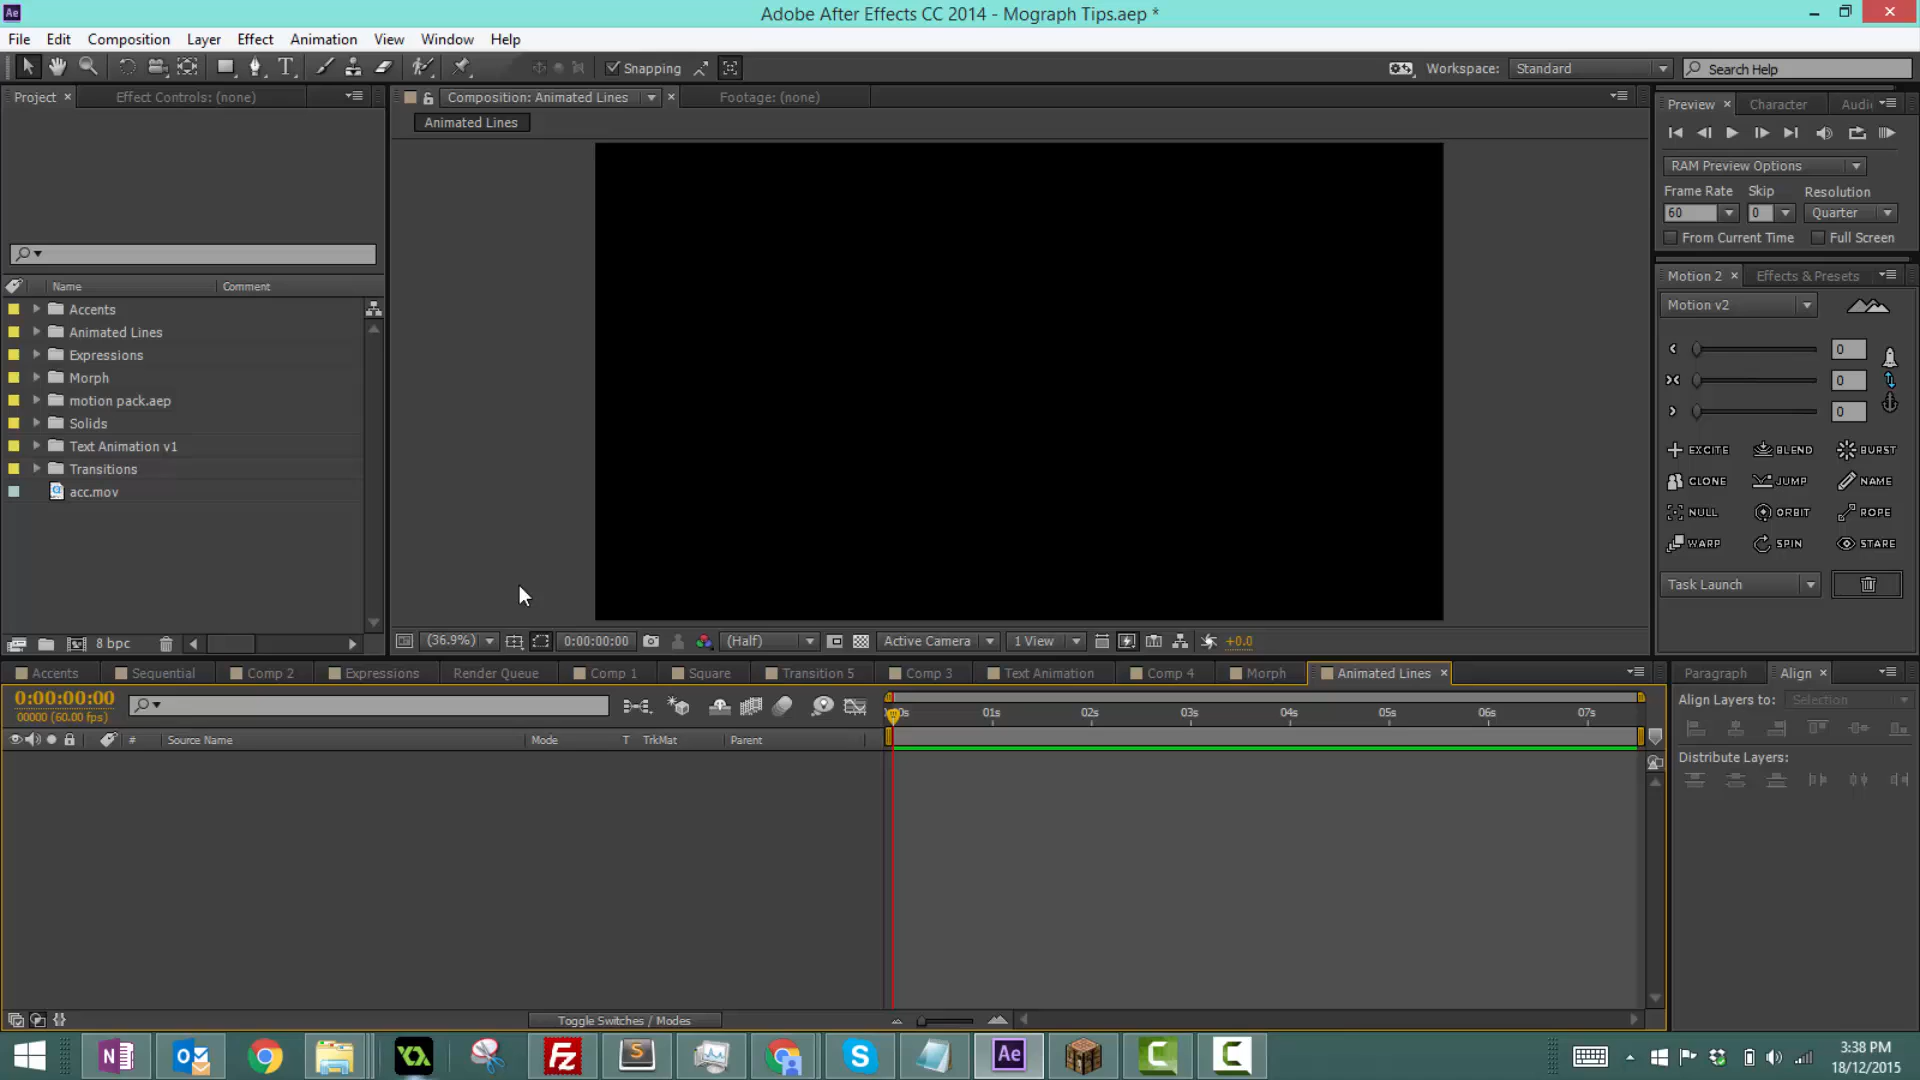 Ae
Adobe After Effects CC 2014 - Mograph Tips.aep *
File Edit Composition Layer Effect Animation View Window Help
Snapping
Workspace: Standard
Search Help
Project × Effect Controls: (none)
Composition: Animated Lines × Footage: (none)
Animated Lines
Name Comment
Accents
Animated Lines
Expressions
Morph
motion pack.aep
Solids
Text Animation v1
Transitions
acc.mov
8 bpc
(36.9%) 0:00:00:00 (Half) Active Camera 1 View +0.0
Preview × Character Audi
RAM Preview Options
Frame Rate Skip Resolution
60 0 Quarter
From Current Time Full Screen
Motion 2 × Effects & Presets
Motion v2
0
0
0
EXCITE BLEND BURST
CLONE JUMP NAME
NULL ORBIT ROPE
WARP SPIN STARE
Task Launch
Accents Sequential Comp 2 Expressions Render Queue Comp 1 Square Transition 5 Comp 3 Text Animation Comp 4 Morph Animated Lines ×
0:00:00:00
00000 (60.00 fps)
# Source Name Mode T TrkMat Parent
01s 02s 03s 04s 05s 06s 07s
Toggle Switches / Modes
Paragraph Align ×
Align Layers to: Selection
Distribute Layers:
3:38 PM
18/12/2015